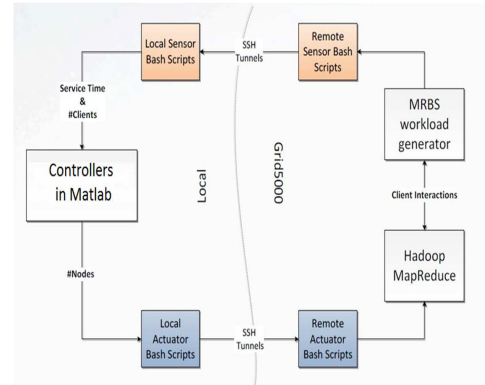 Local Sensor
Bash Scripts
SSH
Tunnels
Remote
Sensor Bash
Scripts
Service Time
&
#Clients
MRBS
workload
generator
Controllers
in Matlab
Local
Grid5000
Client Interactions
Hadoop
MapReduce
#Nodes
Local
Actuator
Bash Scripts
SSH
Tunnels
Remote
Actuator
Bash Scripts